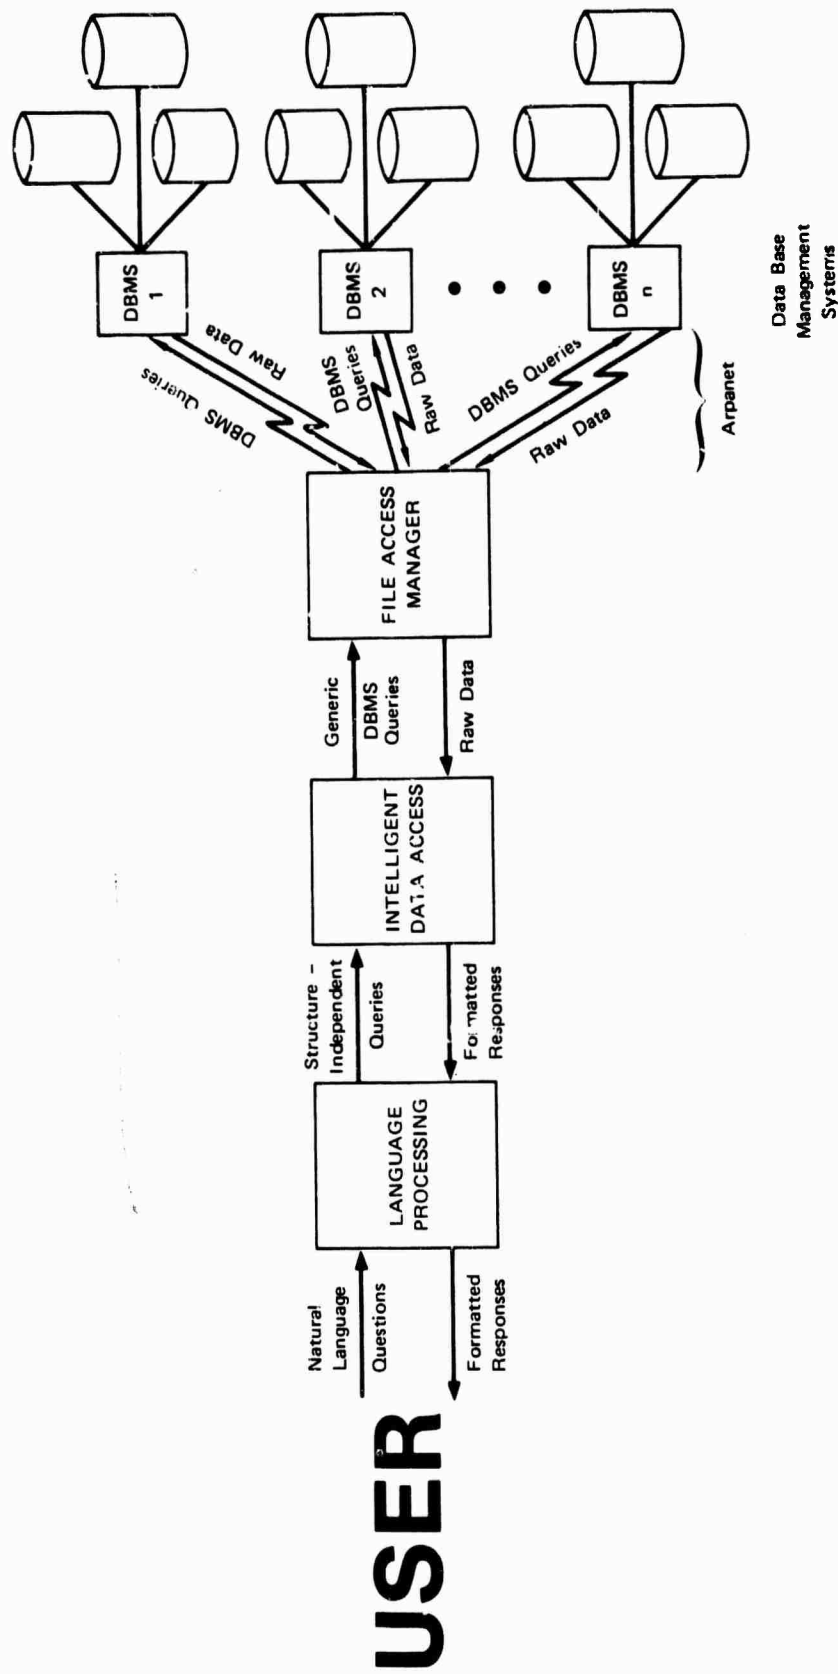 USER
Natural
Language
Questions
Formatted
Responses
LANGUAGE
PROCESSING
Structure –
Independent
Queries
Formatted
Responses
INTELLIGENT
DATA ACCESS
Generic
DBMS
Queries
Raw Data
FILE ACCESS
MANAGER
DBMS Queries
Raw Data
DBMS
Queries
Raw Data
DBMS Queries
Raw Data
Arpanet
DBMS
1
DBMS
2
• • •
DBMS
n
Data Base
Management
Systems